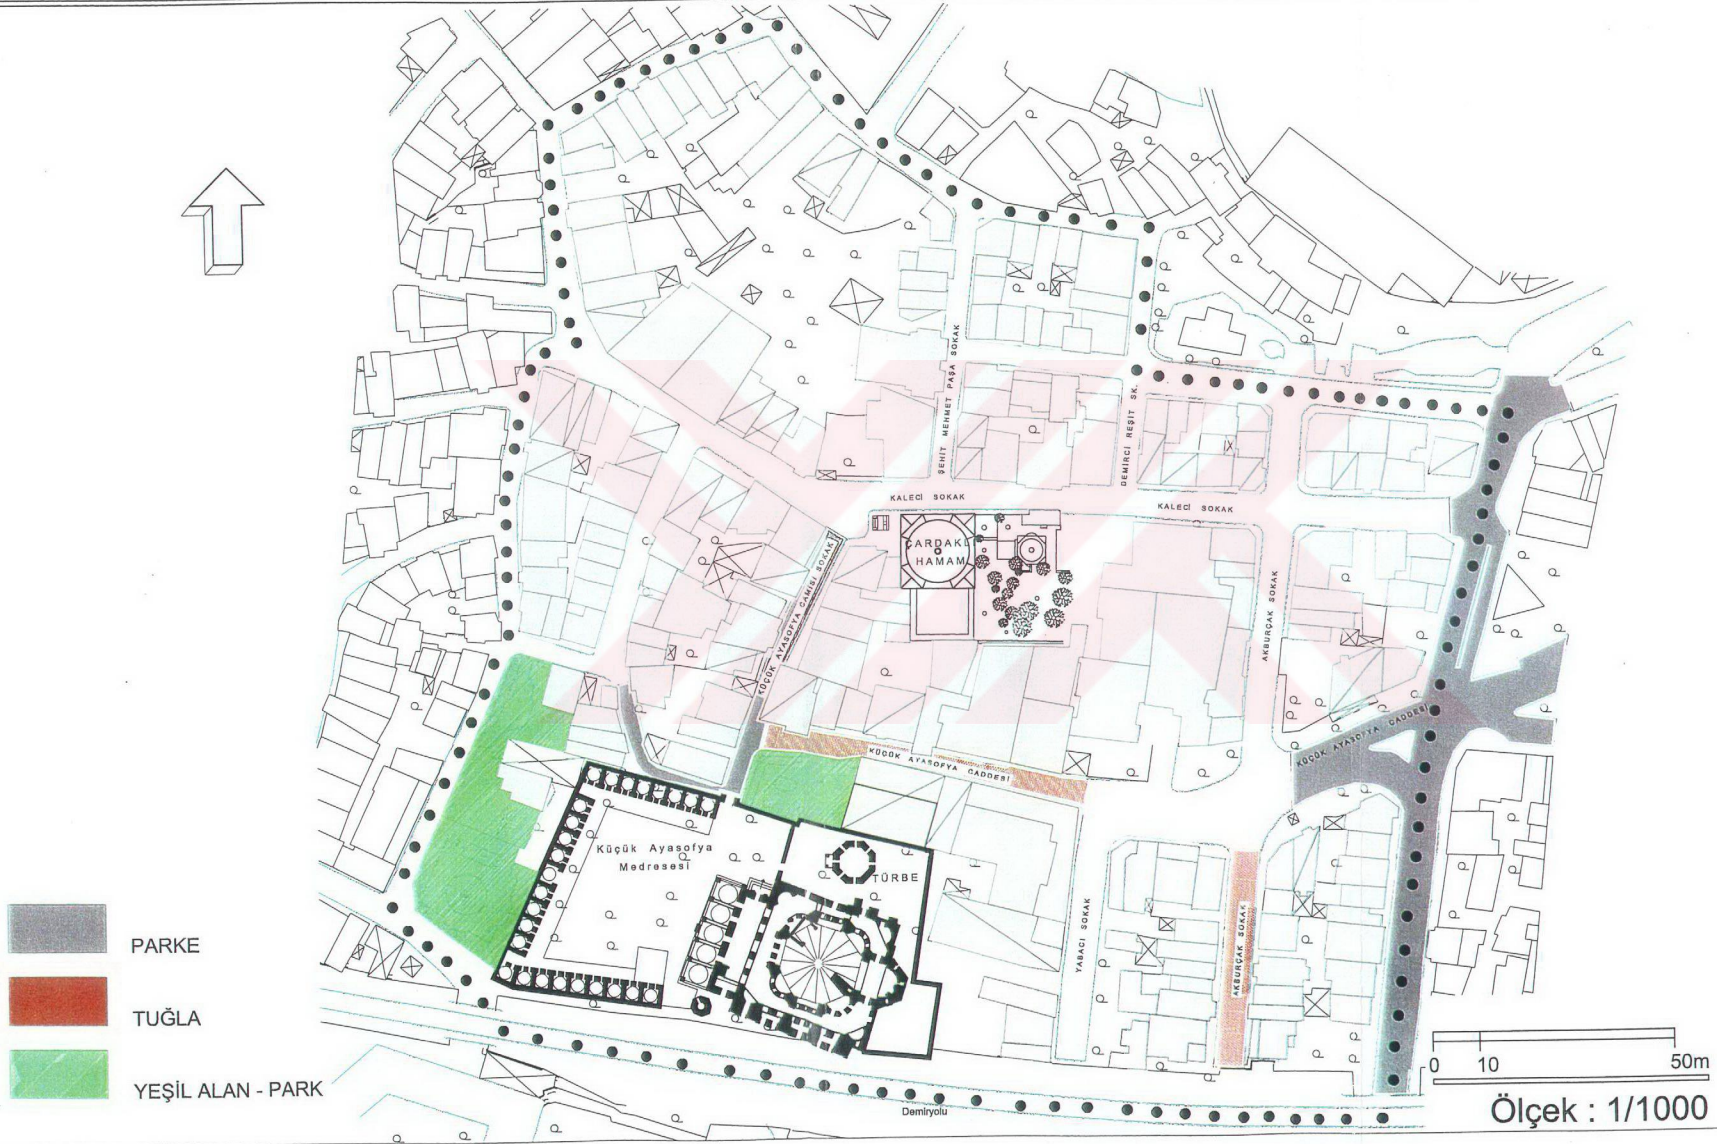 ŞEHİT MEHMET PAŞA SOKAK
DEMİRCİ REŞİT SK.
KALECİ SOKAK
KALECİ SOKAK
ÇARDAKLI
HAMAM
KÜÇÜK AYASOFYA CAMİSİ SOKAK
AKBURÇAK SOKAK
KÜÇÜK AYASOFYA CADDESİ
KÜÇÜK AYASOFYA CADDESİ
Küçük Ayasofya
Medresesi
TÜRBE
YABACI SOKAK
AKBURÇAK SOKAK
PARKE
TUĞLA
YEŞİL ALAN - PARK
Demiryolu
0 10 50m
Ölçek : 1/1000